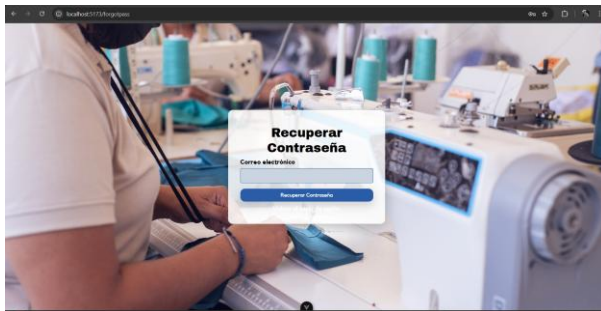 localhost:5173/forgotpass
Recuperar
Contraseña
Correo electrónico
Recuperar Contraseña